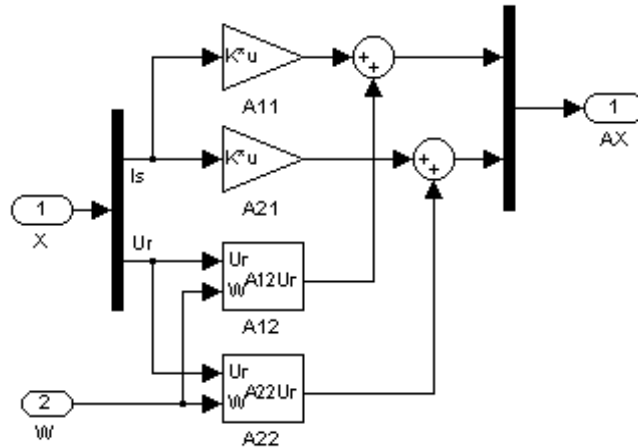 K*u
A11
1
AX
K*u
A21
Is
1
X
Ur
Ur
W
A12Ur
A12
Ur
W
A22Ur
A22
2
W
+
+
+
+